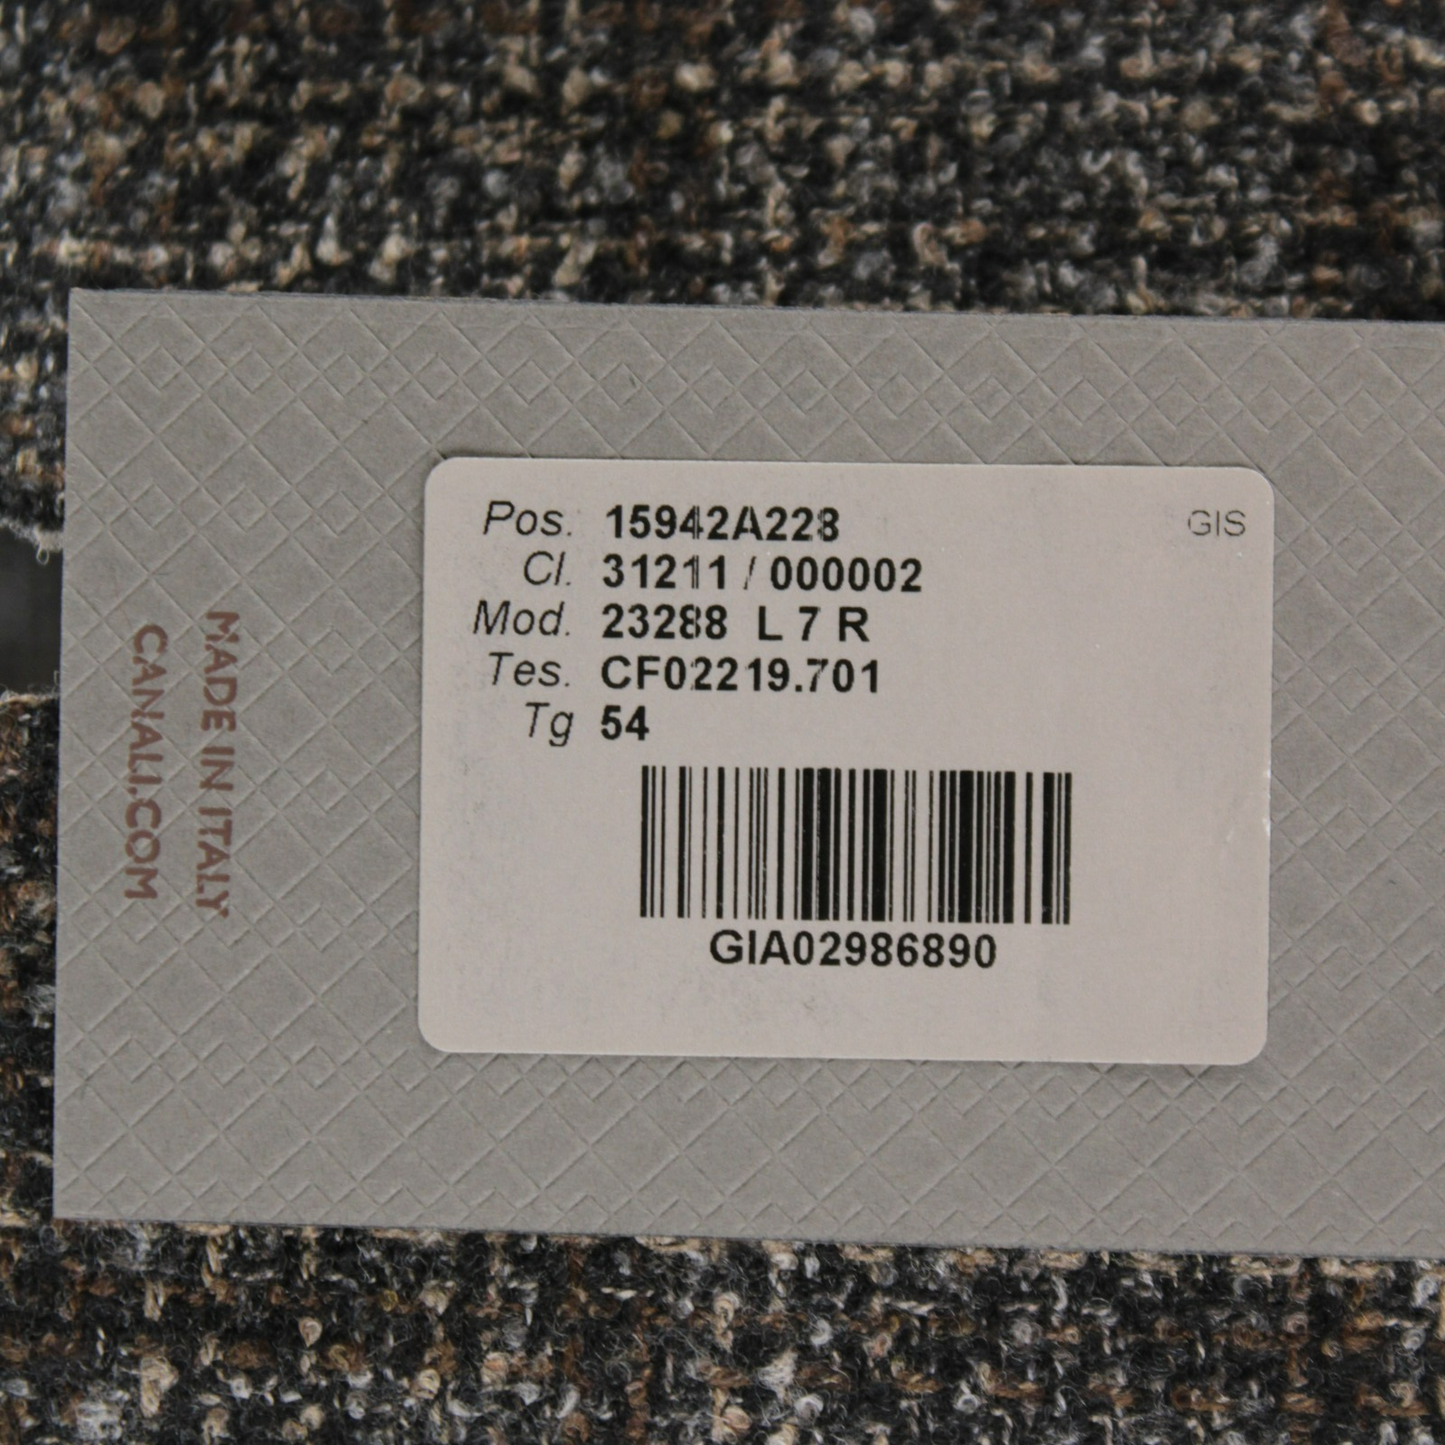 Pos. 15942A228
GIS
Cl. 31211 / 000002
Mod. 23288 L 7 R
Tes. CF02219.701
Tg 54
GIA02986890
MADE IN ITALY
CANALI.COM